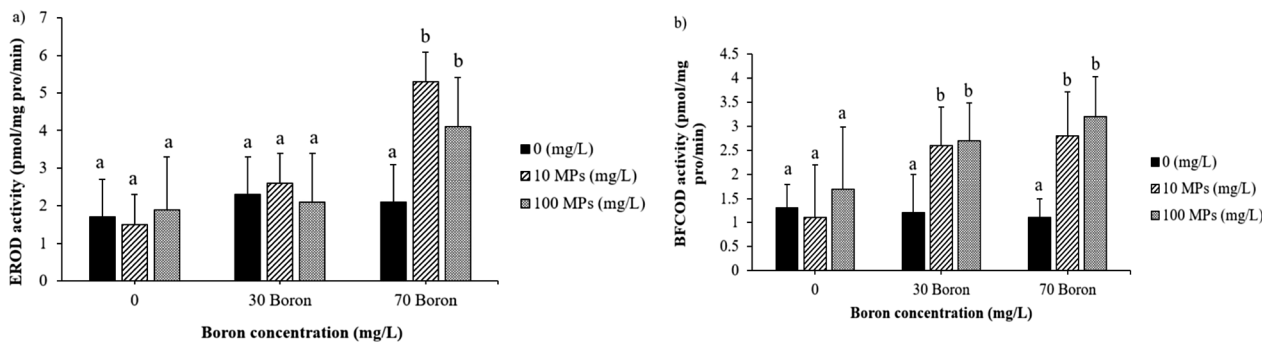 a)
EROD activity (pmol/mg pro/min)
7
6
5
4
3
2
1
0
a a a
a a a
a b b
0 30 Boron 70 Boron
Boron concentration (mg/L)
0 (mg/L)
10 MPs (mg/L)
100 MPs (mg/L)
b)
BFCOD activity (pmol/mg
pro/min)
4.5
4
3.5
3
2.5
2
1.5
1
0.5
0
a a a
a b b
a b b
0 30 Boron 70 Boron
Boron concentration (mg/L)
0 (mg/L)
10 MPs (mg/L)
100 MPs (mg/L)